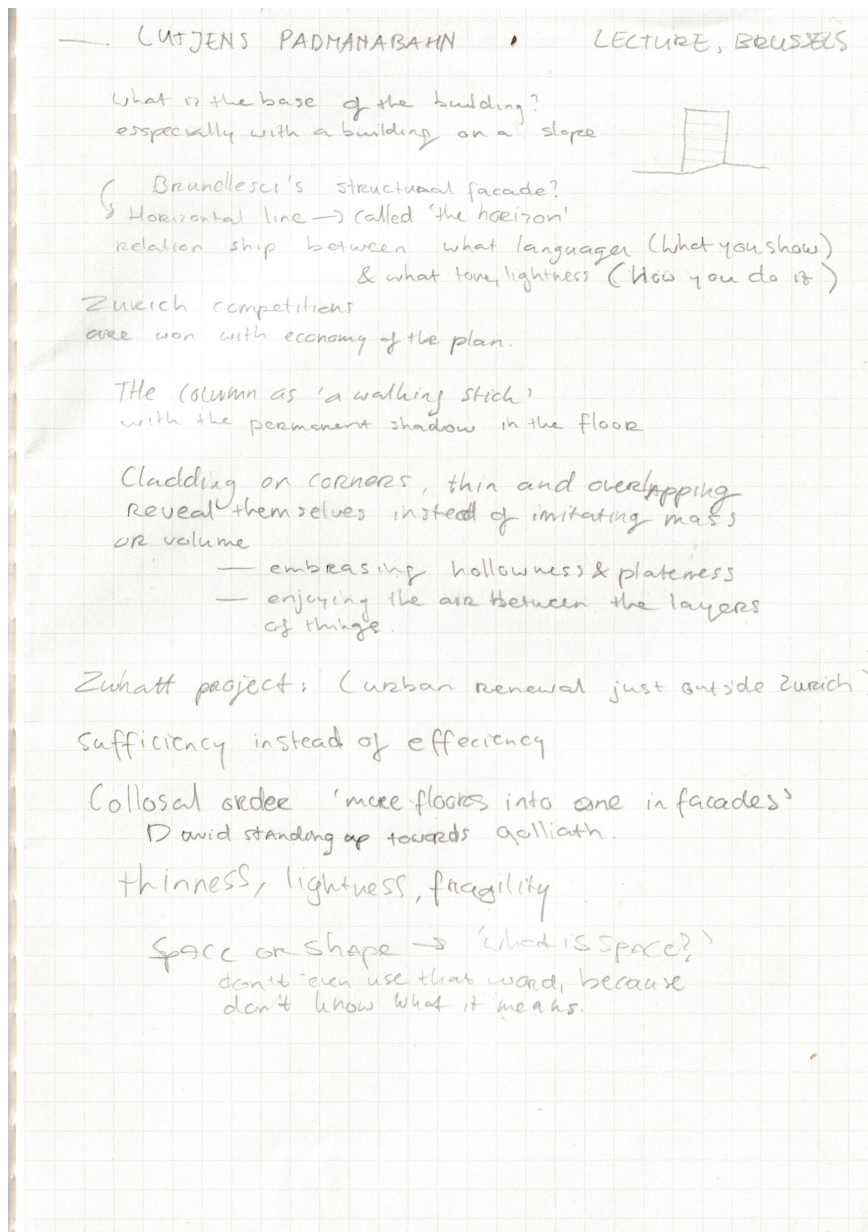 — LUTJENS PADMANABAHN • LECTURE, BRUSSELS
what is the base of the building?
esspecially with a building on a slope
Brunellesci's structural facade?
Horizontal line → called 'the horizon'
relation ship between what language (What you show)
& what tone, lightness (How you do it)
Zurich competitions
are won with economy of the plan.
THe column as 'a walking stick'
with the permanent shadow in the floor
Cladding on corners, thin and overlapping
Reveal themselves instead of imitating mass
or volume
— embrasing hollowness & plateness
— enjoying the air between the layers
of things.
Zwhatt project: (urban renewal just outside Zurich)
Sufficiency instead of effeciency
Collosal order 'more floors into one in facades'
David standing up towards golliath.
thinness, lightness, fragility
Space or shape → 'what is space?'
don't even use that word, because
don't know what it means.